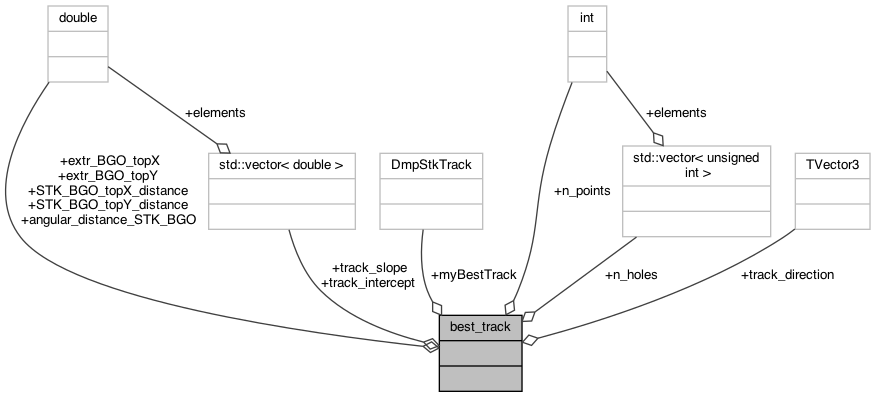 double
int
+elements
+elements
+extr_BGO_topX
+extr_BGO_topY
+STK_BGO_topX_distance
+STK_BGO_topY_distance
+angular_distance_STK_BGO
std::vector< double >
DmpStkTrack
+n_points
std::vector< unsigned
int >
TVector3
+track_slope
+track_intercept
+myBestTrack
+n_holes
+track_direction
best_track